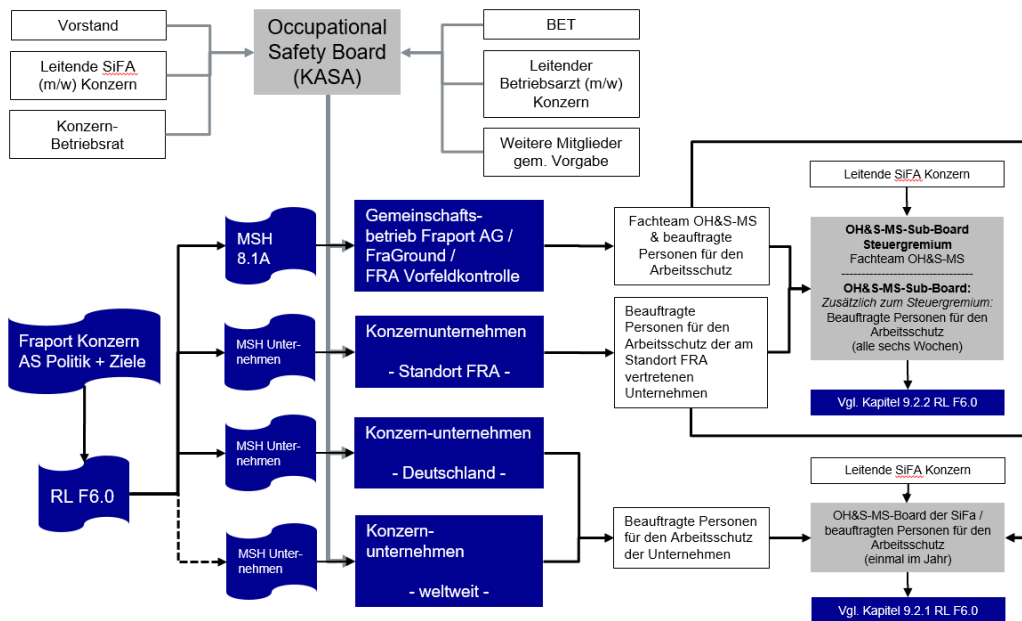 Vorstand
Leitende SiFA
(m/w) Konzern
Konzern-
Betriebsrat
Occupational
Safety Board
(KASA)
BET
Leitender
Betriebsarzt (m/w)
Konzern
Weitere Mitglieder
gem. Vorgabe
Fraport Konzern
AS Politik + Ziele
RL F6.0
MSH
8.1A
Gemeinschafts-
betrieb Fraport AG /
FraGround /
FRA Vorfeldkontrolle
MSH Unter-
nehmen
Konzernunternehmen
- Standort FRA -
MSH Unter-
nehmen
Konzern-unternehmen
- Deutschland -
MSH Unter-
nehmen
Konzern-
unternehmen
- weltweit -
Fachteam OH&S-MS
& beauftragte
Personen für den
Arbeitsschutz
Beauftragte
Personen für den
Arbeitsschutz der am
Standort FRA
vertretenen
Unternehmen
Beauftragte Personen
für den Arbeitsschutz
der Unternehmen
Leitende SiFA Konzern
OH&S-MS-Sub-Board
Steuergremium
Fachteam OH&S-MS
------------------------------------
OH&S-MS-Sub-Board:
Zusätzlich zum Steuergremium:
Beauftragte Personen für den
Arbeitsschutz
(alle sechs Wochen)
Vgl. Kapitel 9.2.2 RL F6.0
Leitende SiFA Konzern
OH&S-MS-Board der SiFa /
beauftragten Personen für den
Arbeitsschutz
(einmal im Jahr)
Vgl. Kapitel 9.2.1 RL F6.0